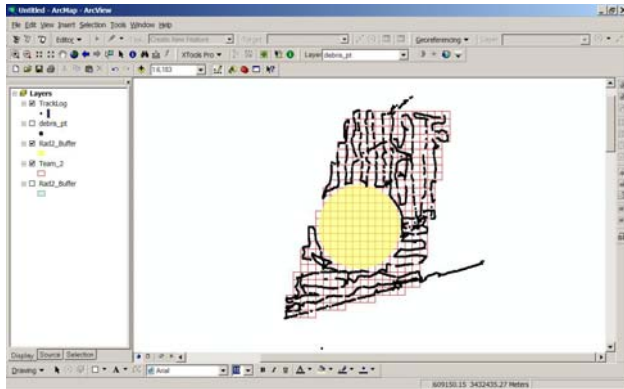 Untitled - ArcMap - ArcView
File Edit View Insert Selection Tools Window Help
Editor Create New Feature Georeferencing Layer:
XTools Pro Layer: debris_pt
14,183
Layers
TrackLog
debris_pt
Rad2_Buffer
Team_2
Rad2_Buffer
Display Source Selection
Drawing A Arial 10 B I U A
609150.15 3432435.27 Meters